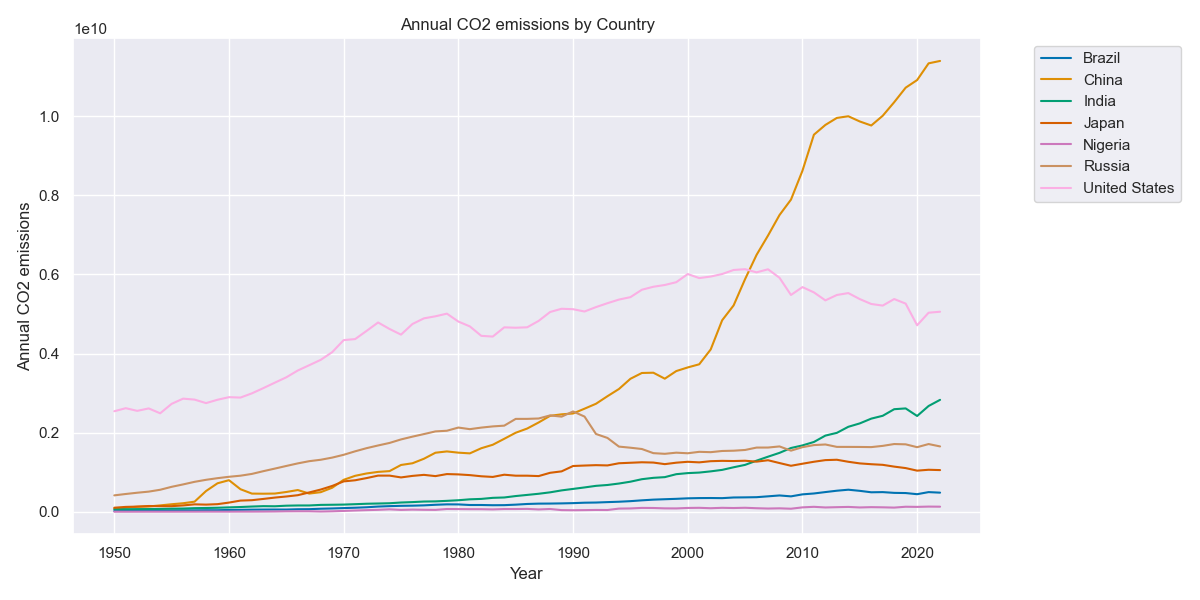 Annual CO2 emissions by Country
1e10
Annual CO2 emissions
1.0
0.8
0.6
0.4
0.2
0.0
1950 1960 1970 1980 1990 2000 2010 2020
Year
Brazil
China
India
Japan
Nigeria
Russia
United States